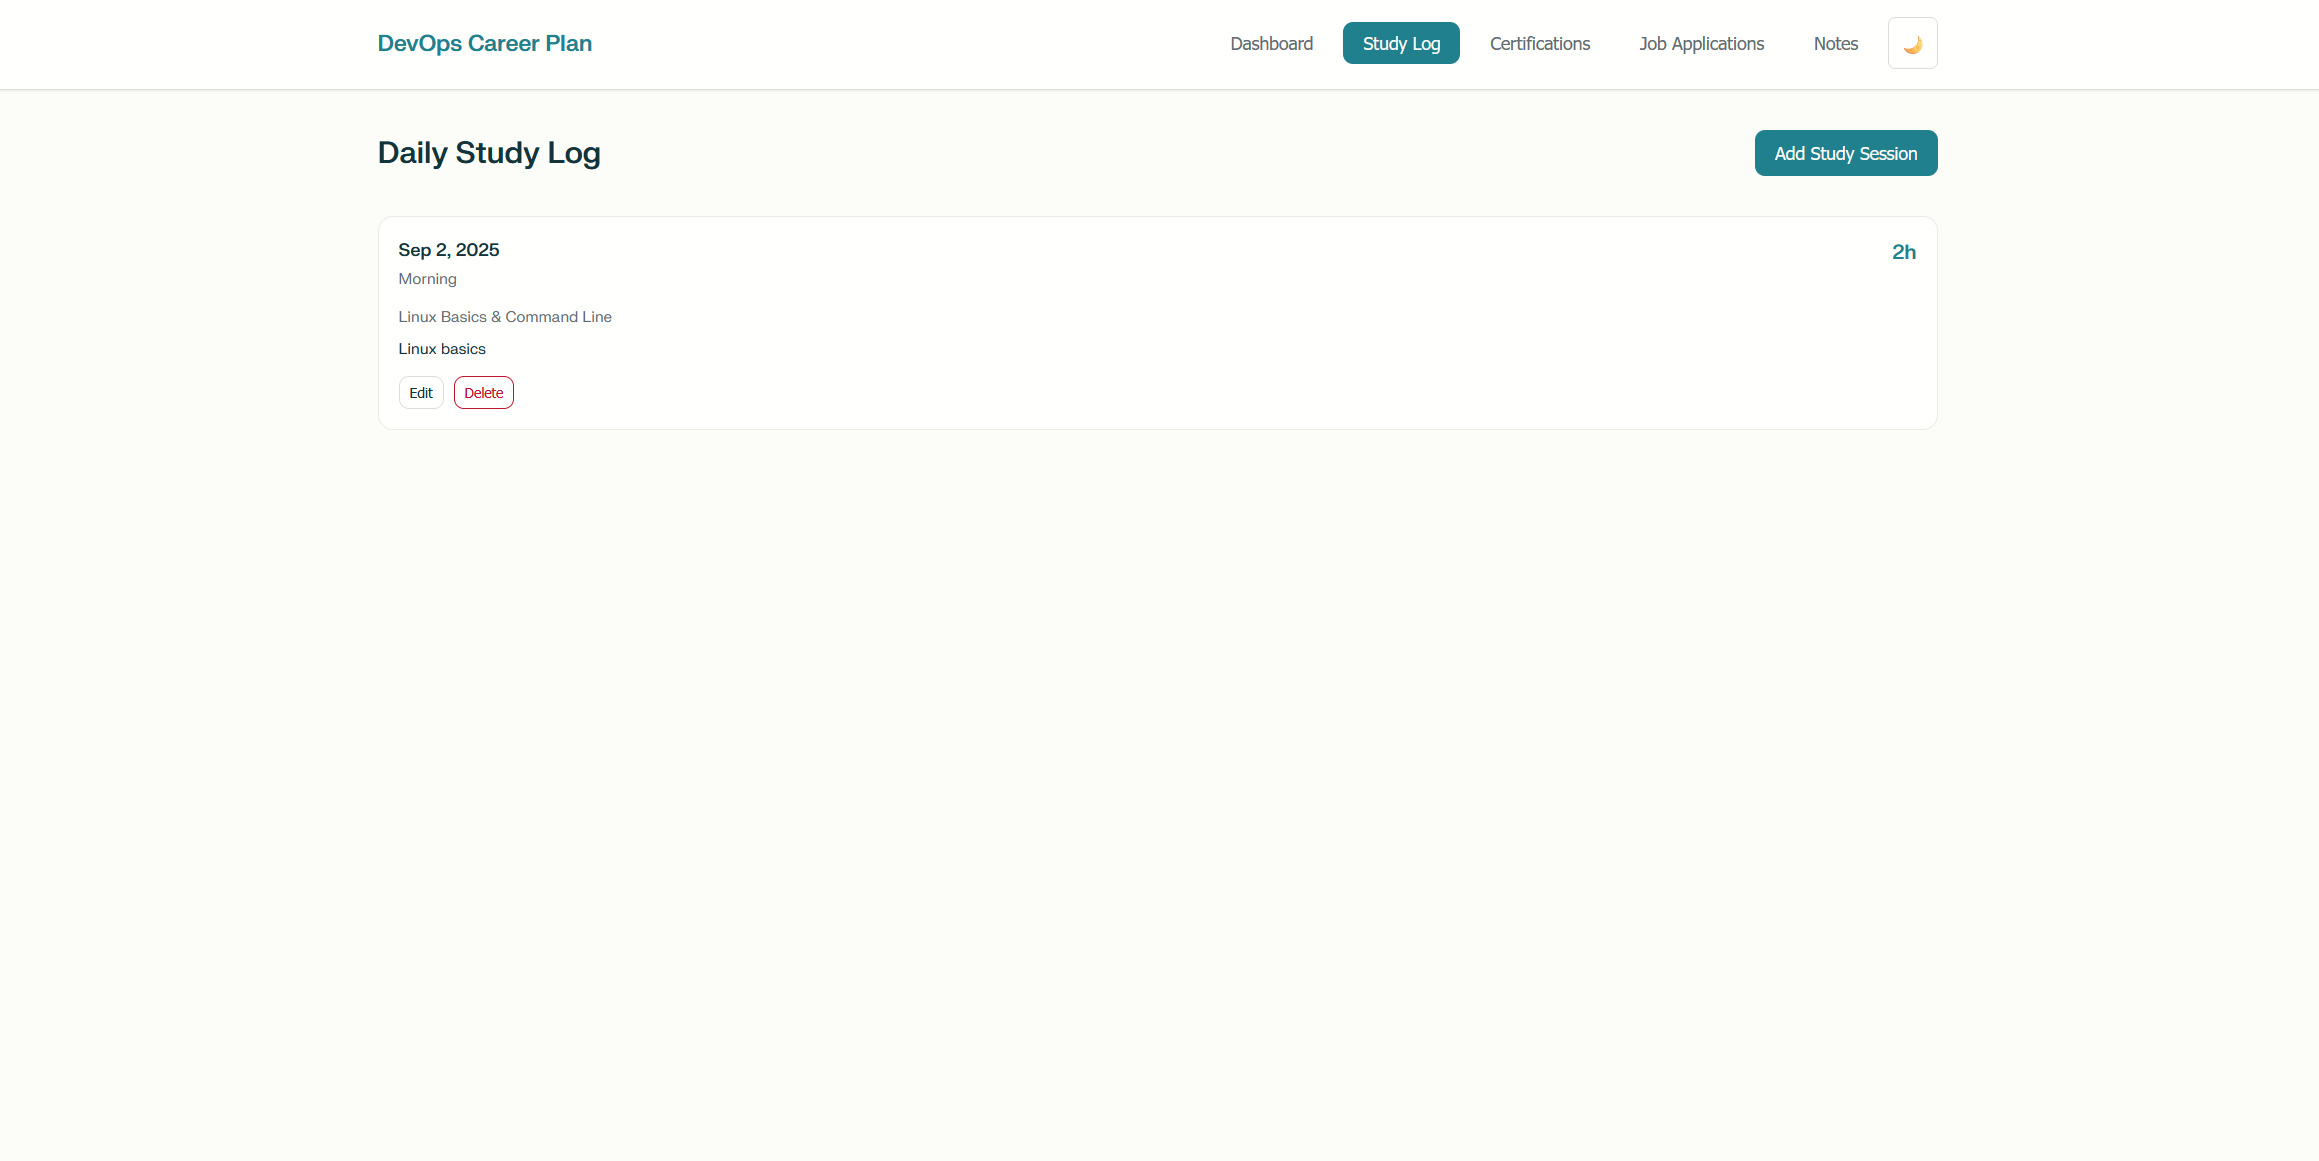 DevOps Career Plan
Dashboard
Study Log
Certifications
Job Applications
Notes
Daily Study Log
Add Study Session
Sep 2, 2025
2h
Morning
Linux Basics & Command Line
Linux basics
Edit
Delete